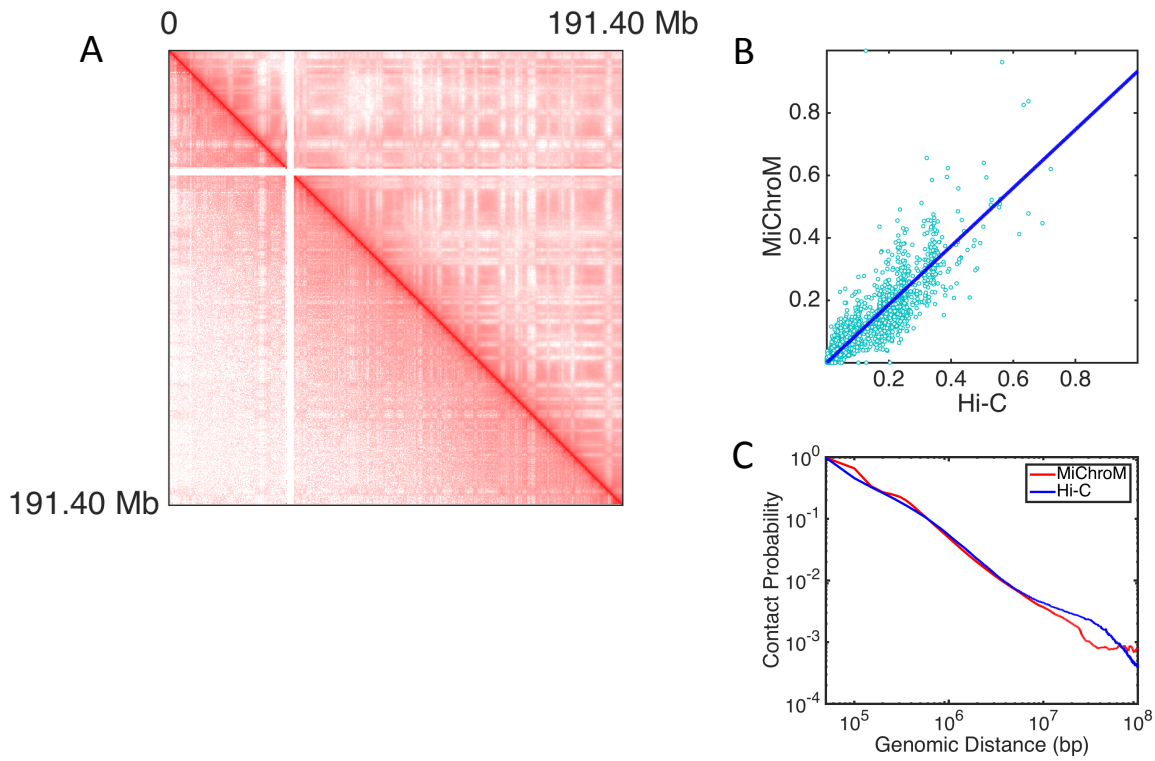 0 191.40 Mb
A
191.40 Mb
B
0.8
0.6
0.4
0.2
MiChroM
0.2 0.4 0.6 0.8
Hi-C
C
10^0
10^-1
10^-2
10^-3
10^-4
Contact Probability
MiChroM
Hi-C
10^5 10^6 10^7 10^8
Genomic Distance (bp)